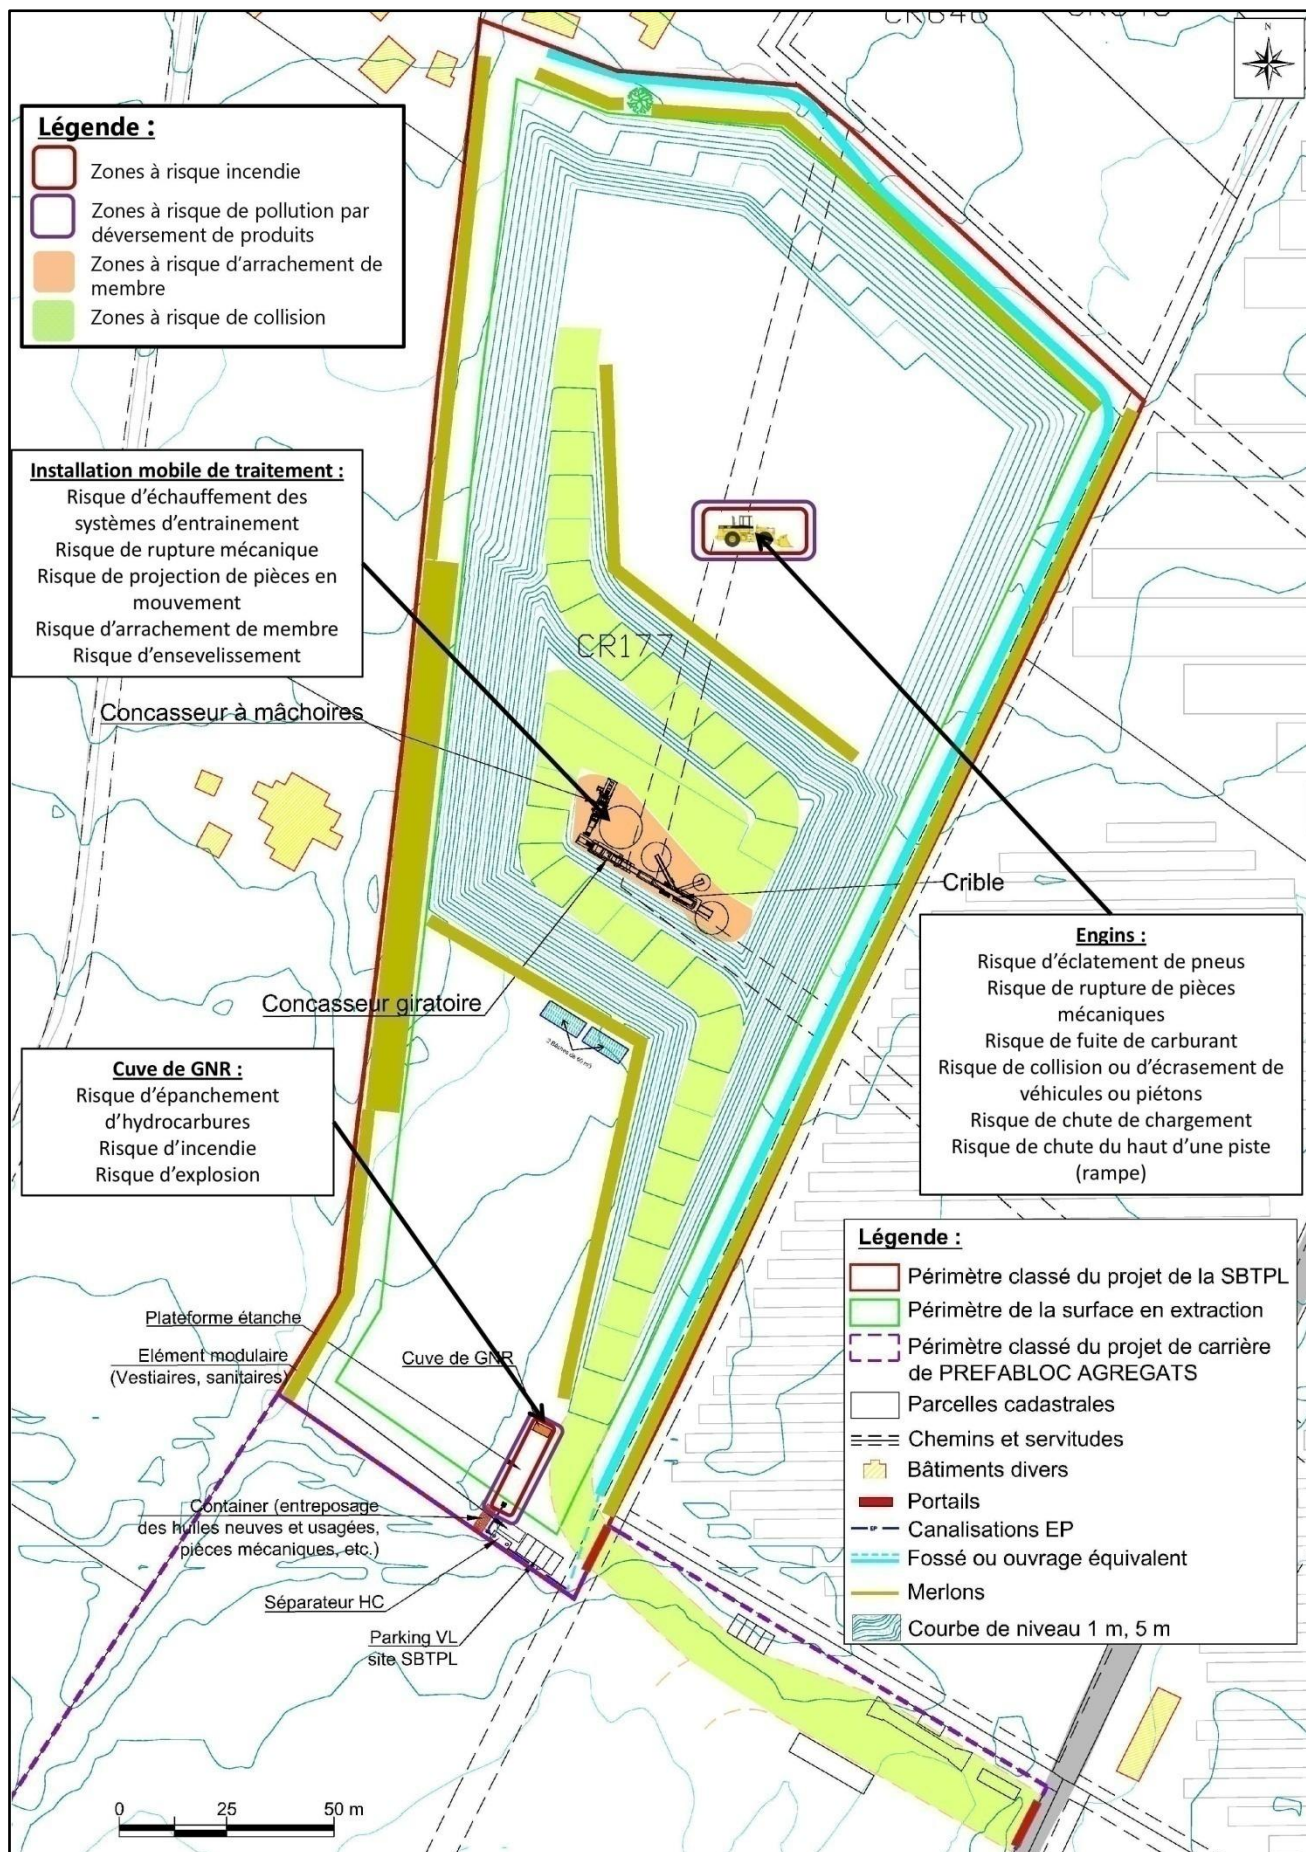 N
Légende :
Zones à risque incendie
Zones à risque de pollution par
déversement de produits
Zones à risque d'arrachement de
membre
Zones à risque de collision
Installation mobile de traitement :
Risque d'échauffement des
systèmes d'entrainement
Risque de rupture mécanique
Risque de projection de pièces en
mouvement
Risque d'arrachement de membre
Risque d'ensevelissement
CR177
Concasseur à mâchoires
Crible
Concasseur giratoire
Engins :
Risque d'éclatement de pneus
Risque de rupture de pièces
mécaniques
Risque de fuite de carburant
Risque de collision ou d'écrasement de
véhicules ou piétons
Risque de chute de chargement
Risque de chute du haut d'une piste
(rampe)
Cuve de GNR :
Risque d'épanchement
d'hydrocarbures
Risque d'incendie
Risque d'explosion
Plateforme étanche
Elément modulaire
(Vestiaires, sanitaires)
Cuve de GNR
Container (entreposage
des huiles neuves et usagées,
pièces mécaniques, etc.)
Séparateur HC
Parking VL
site SBTPL
Légende :
Périmètre classé du projet de la SBTPL
Périmètre de la surface en extraction
Périmètre classé du projet de carrière
de PREFABLOC AGREGATS
Parcelles cadastrales
Chemins et servitudes
Bâtiments divers
Portails
EP
Canalisations EP
Fossé ou ouvrage équivalent
Merlons
Courbe de niveau 1 m, 5 m
0 25 50 m